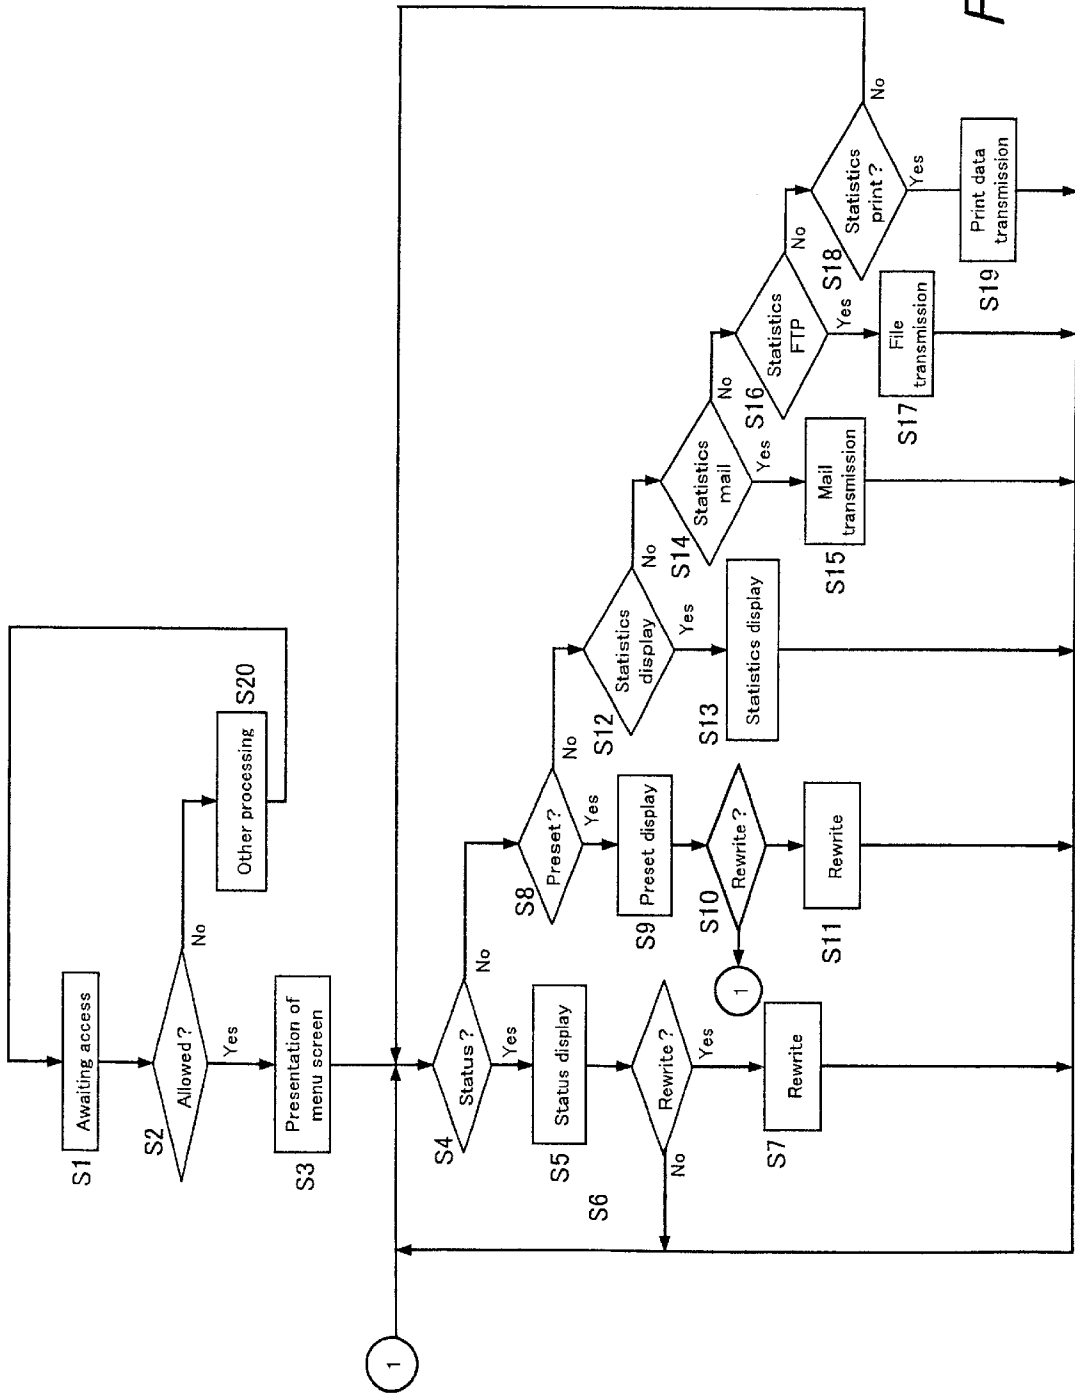 S1
Awaiting access
S2
Allowed?
No
Yes
S20
Other processing
S3
Presentation of
menu screen
1
S4
Status?
No
Yes
S5
Status display
S6
Rewrite?
No
Yes
S7
Rewrite
S8
Preset?
No
Yes
S9
Preset display
S10
Rewrite?
1
S11
Rewrite
S12
Statistics
display
No
Yes
S13
Statistics display
S14
Statistics
mail
No
Yes
S15
Mail
transmission
S16
Statistics
FTP
No
Yes
S17
File
transmission
S18
Statistics
print?
No
Yes
S19
Print data
transmission
F